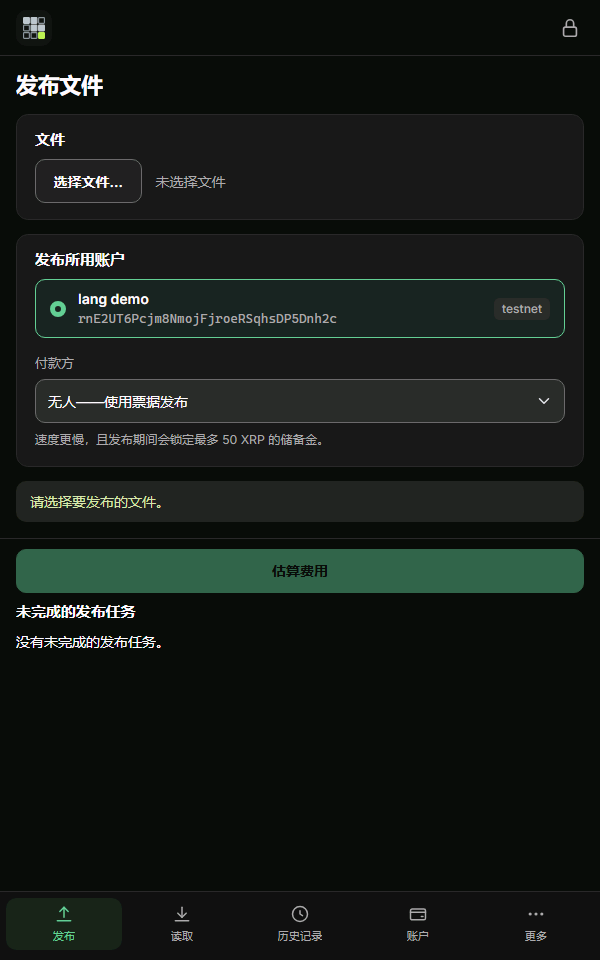 发布文件
文件
选择文件...
未选择文件
发布所用账户
lang demo
rnE2UT6Pcjm8NmojFjroeRSqhsDP5Dnh2c
testnet
付款方
无人——使用票据发布
速度更慢，且发布期间会锁定最多 50 XRP 的储备金。
请选择要发布的文件。
估算费用
未完成的发布任务
没有未完成的发布任务。
发布
读取
历史记录
账户
更多